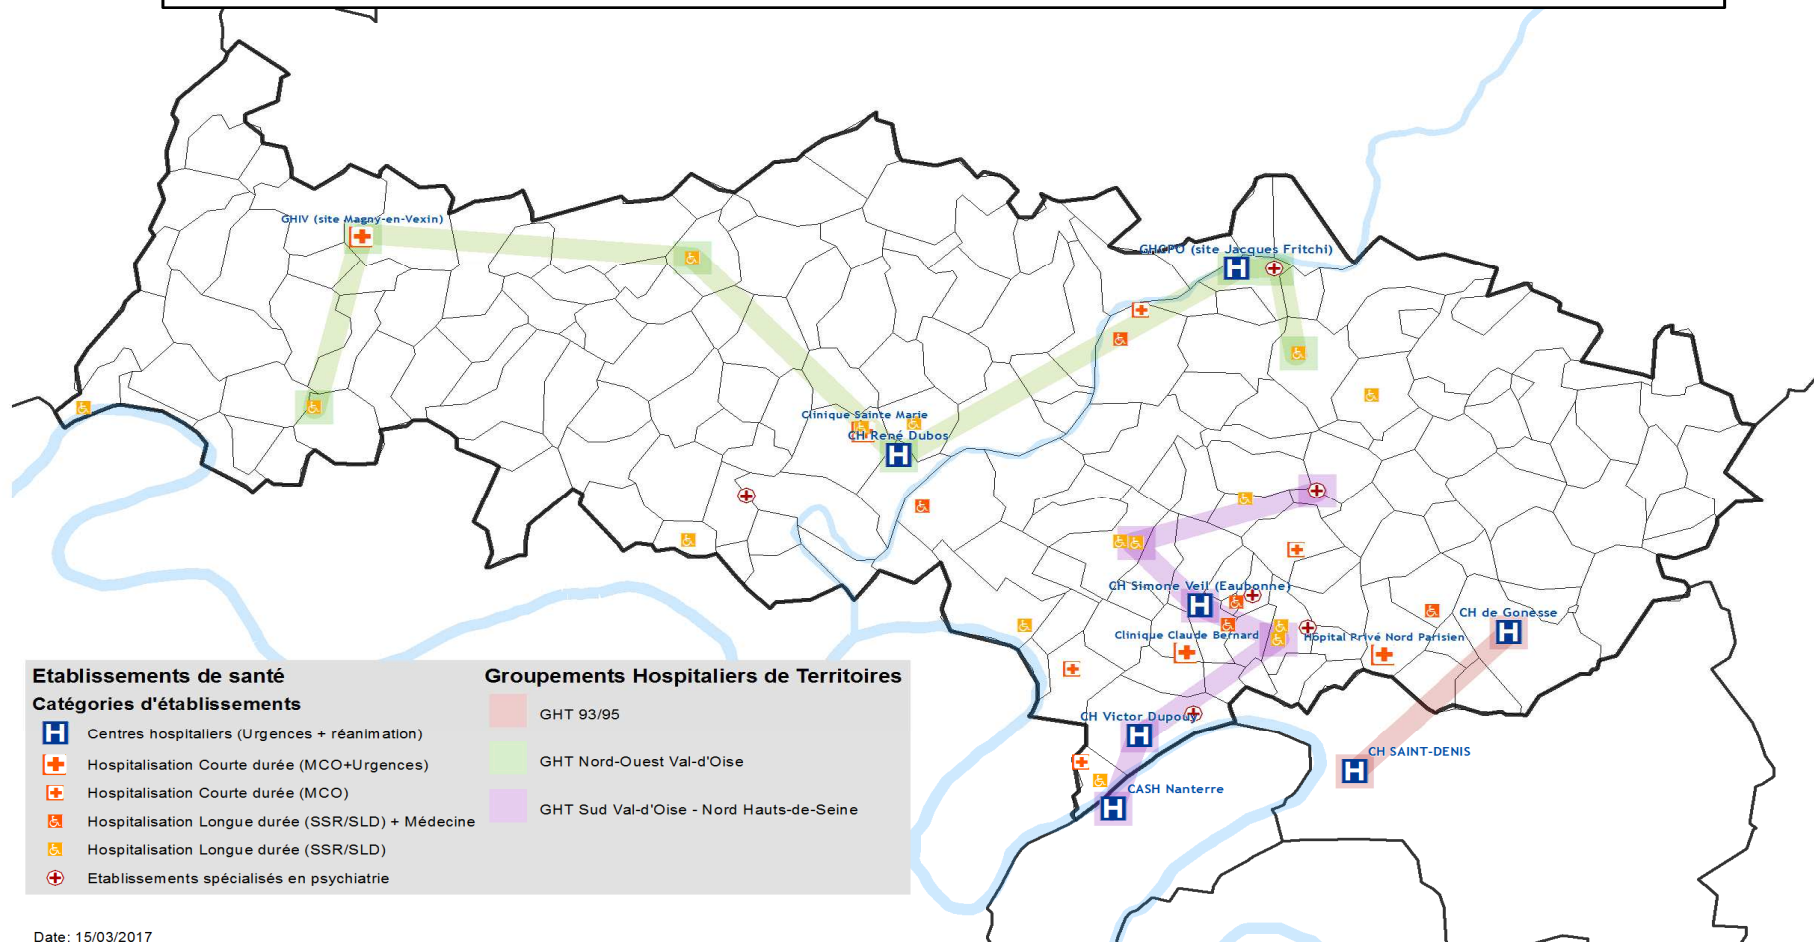 GHIV (site Magny-en-Vexin)
GHCPO (site Jacques Fritchi)
Clinique Sainte Marie
CH René Dubos
CH Simone Veil (Eaubonne)
CH de Gonesse
Clinique Claude Bernard
Hôpital Privé Nord Parisien
CH Victor Dupouy
CH SAINT-DENIS
CASH Nanterre
Etablissements de santé
Catégories d'établissements
Centres hospitaliers (Urgences + réanimation)
Hospitalisation Courte durée (MCO+Urgences)
Hospitalisation Courte durée (MCO)
Hospitalisation Longue durée (SSR/SLD) + Médecine
Hospitalisation Longue durée (SSR/SLD)
Etablissements spécialisés en psychiatrie
Groupements Hospitaliers de Territoires
GHT 93/95
GHT Nord-Ouest Val-d'Oise
GHT Sud Val-d'Oise - Nord Hauts-de-Seine
Date: 15/03/2017